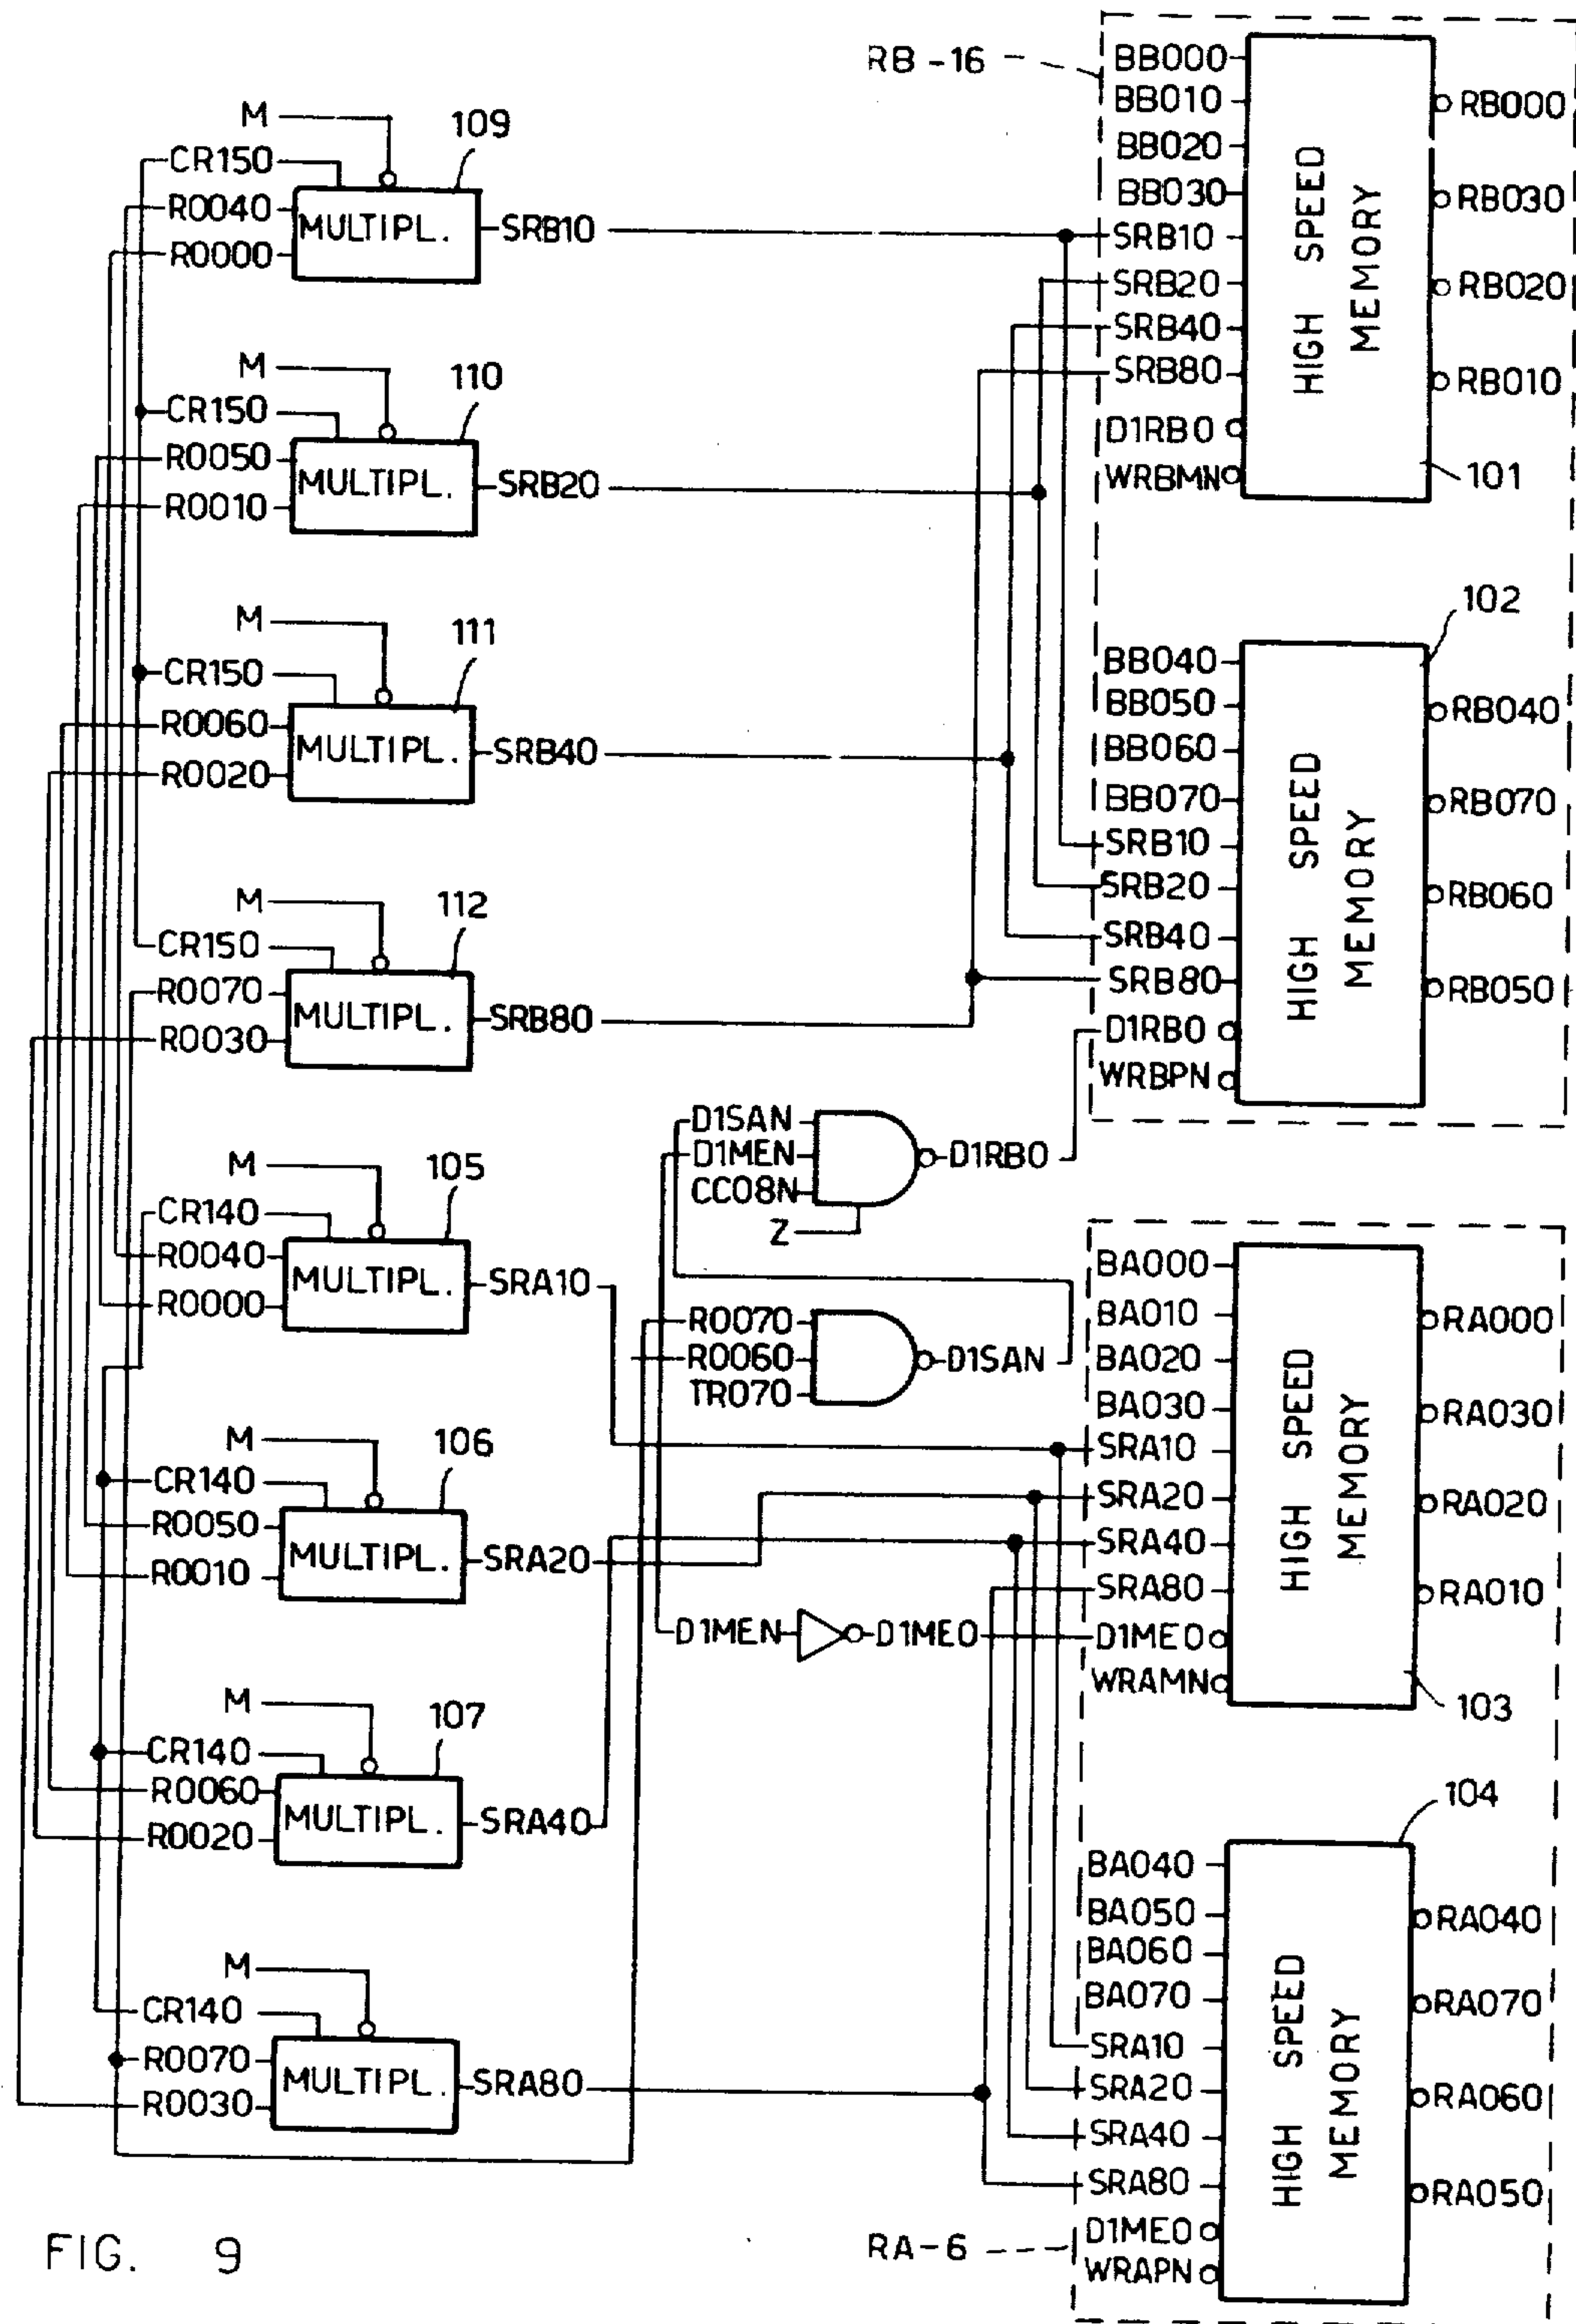 M
109
CR150
R0040
R0000
MULTIPL.
SRB10
M
110
CR150
R0050
R0010
MULTIPL.
SRB20
M
111
CR150
R0060
R0020
MULTIPL.
SRB40
M
112
CR150
R0070
R0030
MULTIPL.
SRB80
M
105
CR140
R0040
R0000
MULTIPL.
SRA10
M
106
CR140
R0050
R0010
MULTIPL.
SRA20
M
107
CR140
R0060
R0020
MULTIPL.
SRA40
M
CR140
R0070
R0030
MULTIPL.
SRA80
D1SAN
D1MEN
CC08N
Z
D1RB0
R0070
R0060
TR070
D1SAN
D1MEN
D1ME0
RB-16
BB000
BB010
BB020
BB030
SRB10
SRB20
SRB40
SRB80
D1RB0
WRBMN
HIGH SPEED
MEMORY
RB000
RB030
RB020
RB010
101
102
BB040
BB050
BB060
BB070
SRB10
SRB20
SRB40
SRB80
D1RB0
WRBPN
HIGH SPEED
MEMORY
RB040
RB070
RB060
RB050
BA000
BA010
BA020
BA030
SRA10
SRA20
SRA40
SRA80
D1ME0
WRAMN
HIGH SPEED
MEMORY
RA000
RA030
RA020
RA010
103
104
BA040
BA050
BA060
BA070
SRA10
SRA20
SRA40
SRA80
D1ME0
WRAPN
HIGH SPEED
MEMORY
RA040
RA070
RA060
RA050
RA-6
FIG. 9